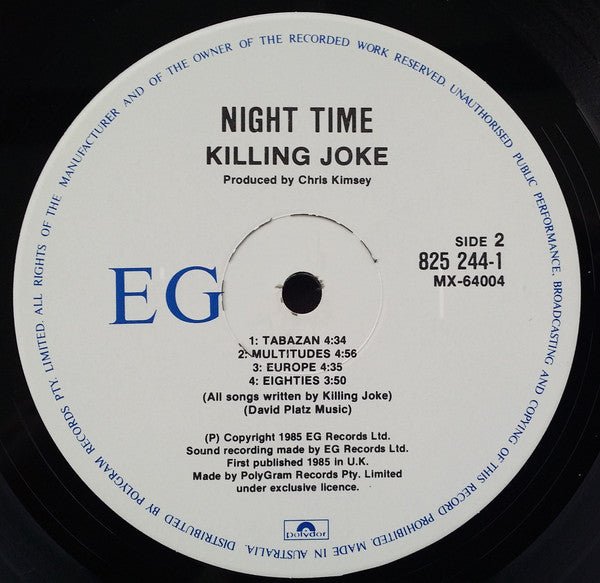 NIGHT TIME
KILLING JOKE
Produced by Chris Kimsey
SIDE 2
825 244-1
MX-64004
EG
1: TABAZAN 4:34
2: MULTITUDES 4:56
3: EUROPE 4:35
4: EIGHTIES 3:50
(All songs written by Killing Joke)
(David Platz Music)
(P) Copyright 1985 EG Records Ltd.
Sound recording made by EG Records Ltd.
First published 1985 in U.K.
Made by PolyGram Records Pty. Limited
under exclusive licence.
polydor
ALL RIGHTS OF THE MANUFACTURER AND OF THE OWNER OF THE RECORDED WORK RESERVED. UNAUTHORISED PUBLIC PERFORMANCE, BROADCASTING AND COPYING OF THIS RECORD PROHIBITED. MADE IN AUSTRALIA. DISTRIBUTED BY POLYGRAM RECORDS PTY. LIMITED.